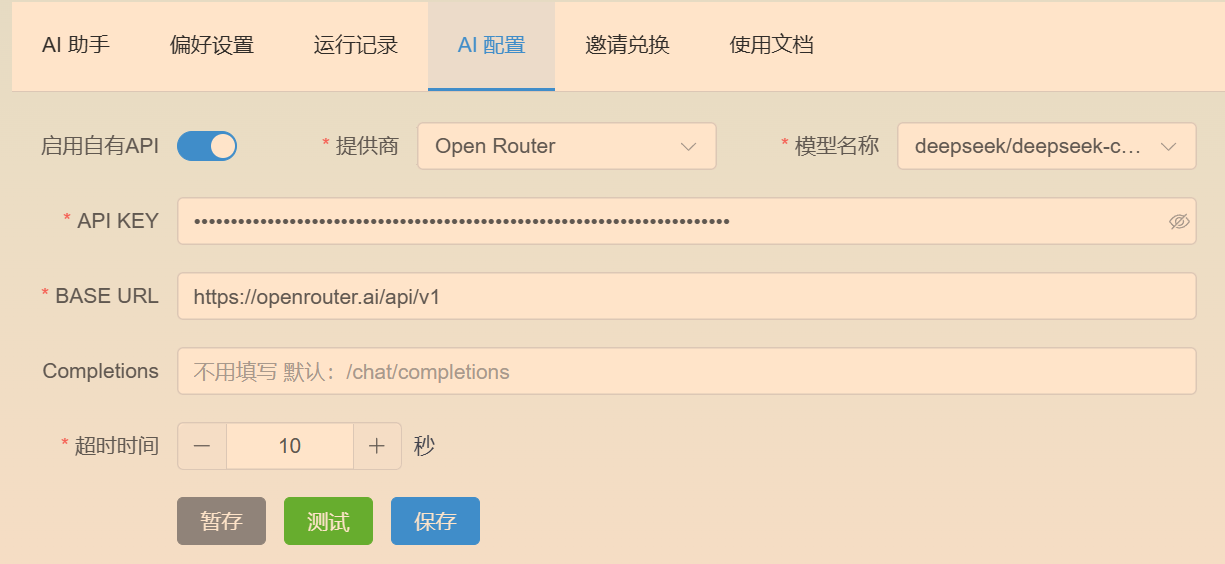 AI 助手 偏好设置 运行记录 AI 配置 邀请兑换 使用文档
启用自有API * 提供商 Open Router * 模型名称 deepseek/deepseek-c...
* API KEY ••••••••••••••••••••••••••••••••••••••••••••••••••••••••••••••••••••••••••
* BASE URL https://openrouter.ai/api/v1
Completions 不用填写 默认：/chat/completions
* 超时时间 — 10 + 秒
暂存 测试 保存